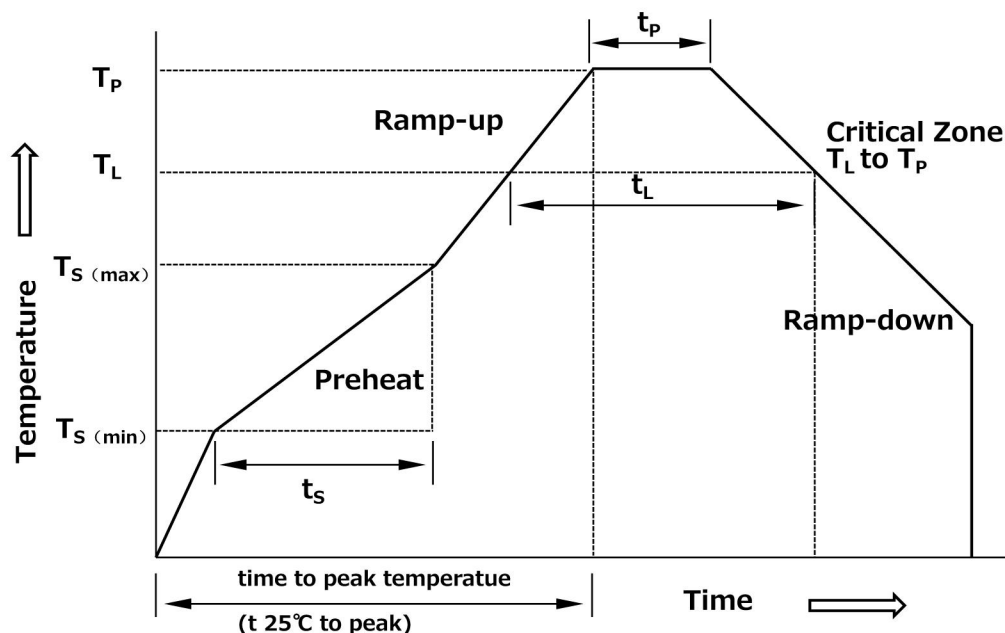 tP
TP
Ramp-up
Critical Zone
TL to TP
TL
tL
TS（max）
Ramp-down
Preheat
TS（min）
tS
Temperature
time to peak temperatue
(t 25℃ to peak)
Time